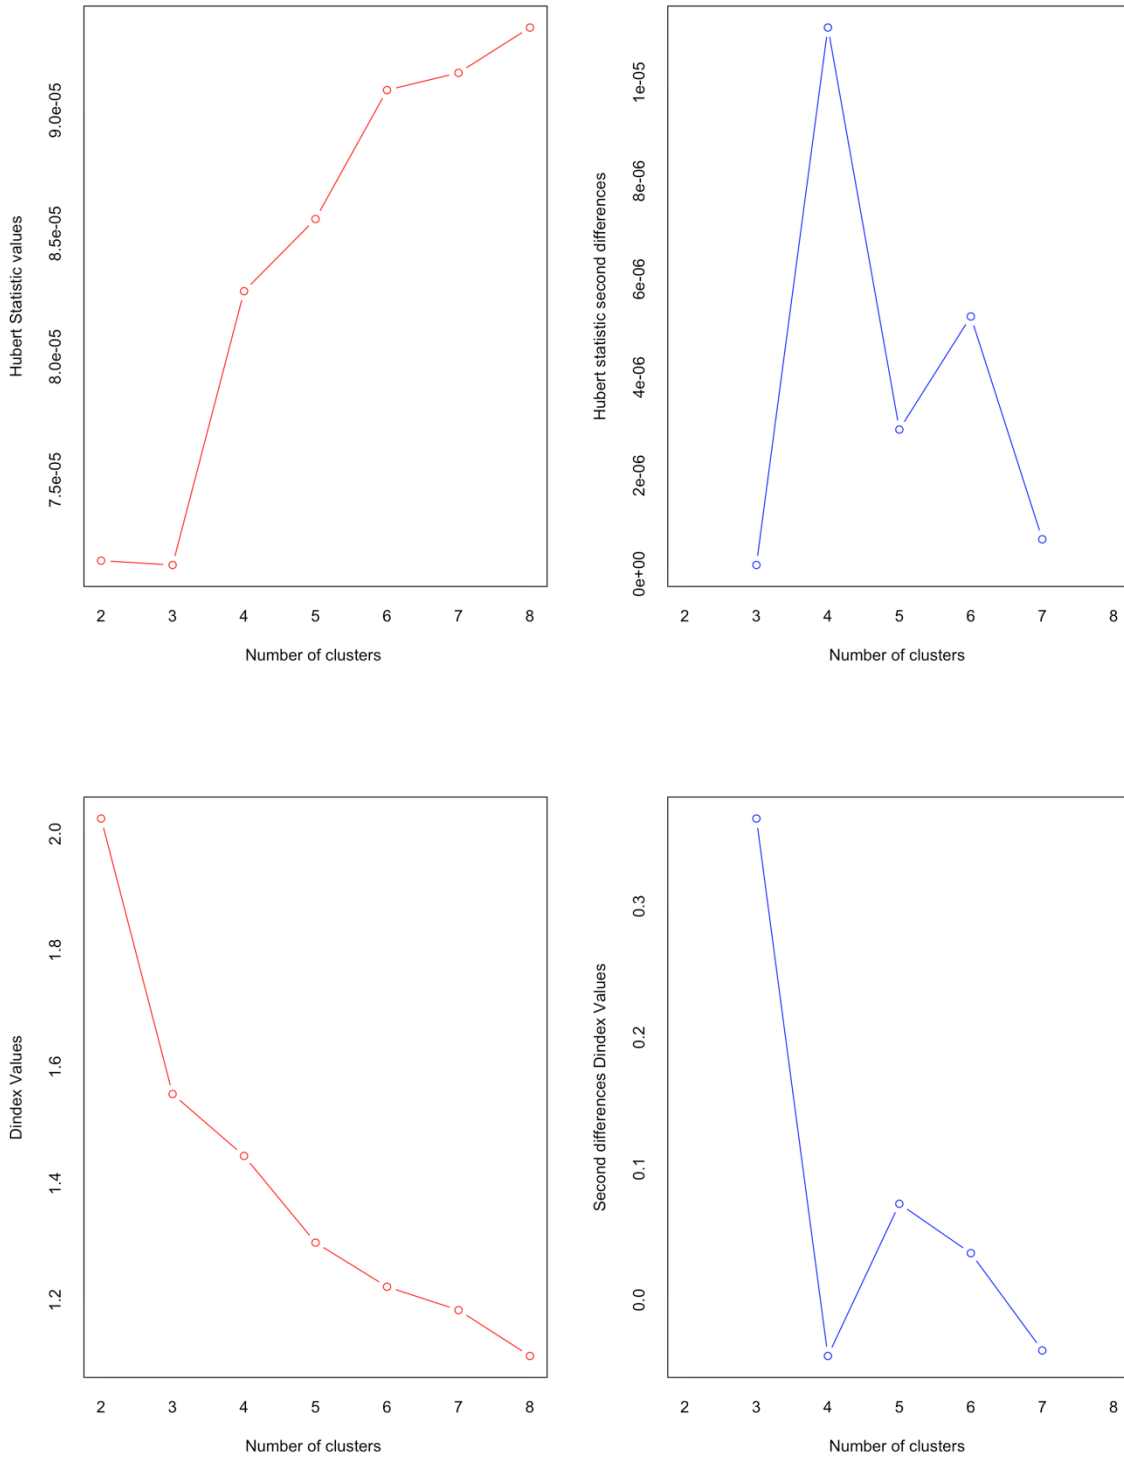 Hubert Statistic values
9.0e-05
8.5e-05
8.0e-05
7.5e-05
2 3 4 5 6 7 8
Number of clusters
Hubert statistic second differences
1e-05
8e-06
6e-06
4e-06
2e-06
0e+00
2 3 4 5 6 7 8
Number of clusters
Dindex Values
2.0
1.8
1.6
1.4
1.2
2 3 4 5 6 7 8
Number of clusters
Second differences Dindex Values
0.3
0.2
0.1
0.0
2 3 4 5 6 7 8
Number of clusters